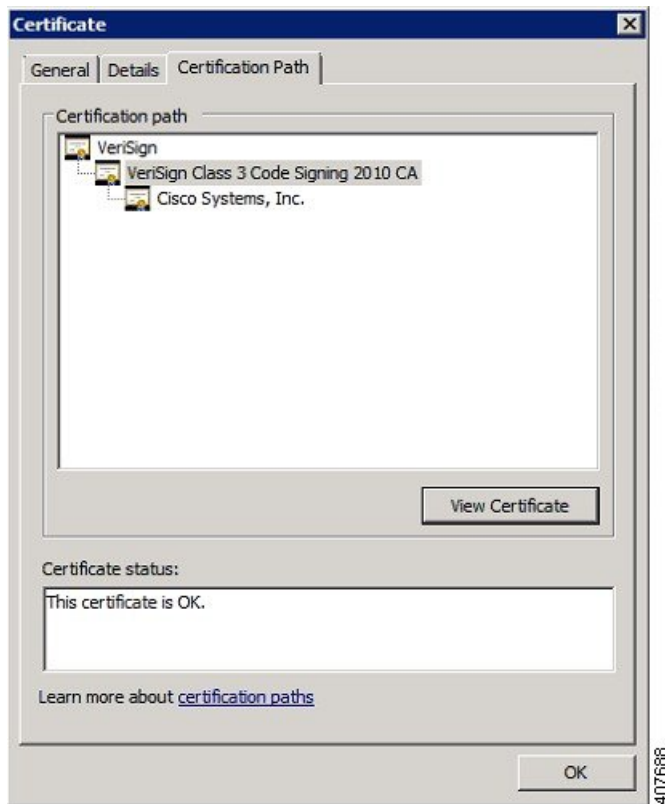 Certificate
General
Details
Certification Path
Certification path
VeriSign
VeriSign Class 3 Code Signing 2010 CA
Cisco Systems, Inc.
View Certificate
Certificate status:
This certificate is OK.
Learn more about certification paths
OK
407688